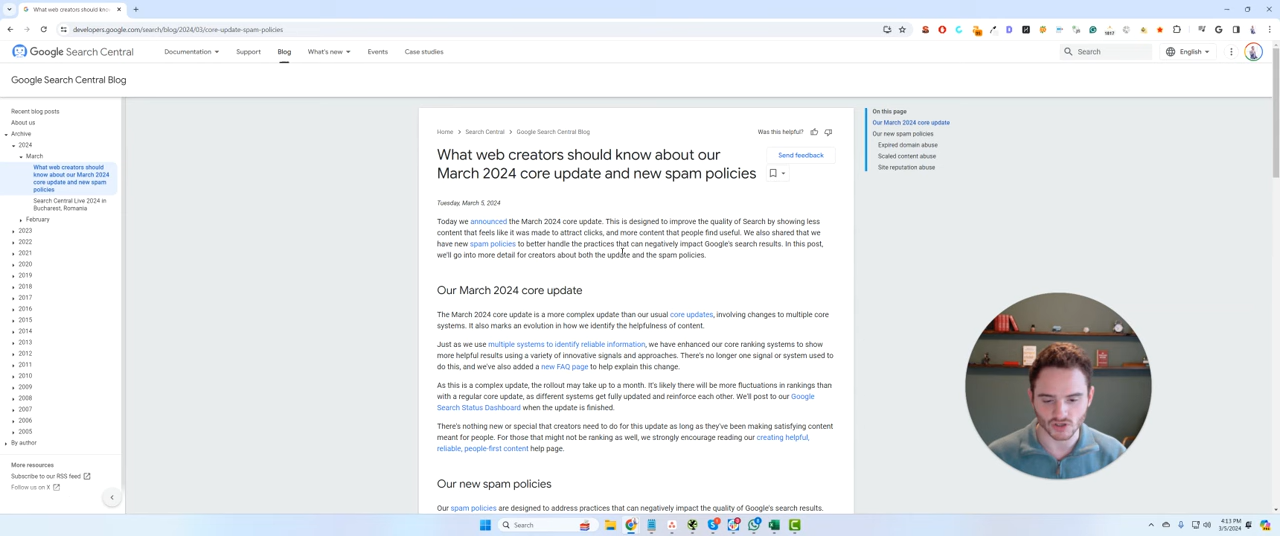 What web creators should kno
developers.google.com/search/blog/2024/03/core-update-spam-policies
Google Search Central
Documentation
Support
Blog
What's new
Events
Case studies
Search
English
Google Search Central Blog
Recent blog posts
About us
Archive
2024
March
What web creators should
know about our March 2024
core update and new spam
policies
Search Central Live 2024 in
Bucharest, Romania
February
2023
2022
2021
2020
2019
2018
2017
2016
2015
2014
2013
2012
2011
2010
2009
2008
2007
2006
2005
By author
More resources
Subscribe to our RSS feed
Follow us on X
Home > Search Central > Google Search Central Blog
Was this helpful?
What web creators should know about our
March 2024 core update and new spam policies
Send feedback
Tuesday, March 5, 2024
Today we announced the March 2024 core update. This is designed to improve the quality of Search by showing less
content that feels like it was made to attract clicks, and more content that people find useful. We also shared that we
have new spam policies to better handle the practices that can negatively impact Google's search results. In this post,
we'll go into more detail for creators about both the update and the spam policies.
Our March 2024 core update
The March 2024 core update is a more complex update than our usual core updates, involving changes to multiple core
systems. It also marks an evolution in how we identify the helpfulness of content.
Just as we use multiple systems to identify reliable information, we have enhanced our core ranking systems to show
more helpful results using a variety of innovative signals and approaches. There's no longer one signal or system used to
do this, and we've also added a new FAQ page to help explain this change.
As this is a complex update, the rollout may take up to a month. It's likely there will be more fluctuations in rankings than
with a regular core update, as different systems get fully updated and reinforce each other. We'll post to our Google
Search Status Dashboard when the update is finished.
There's nothing new or special that creators need to do for this update as long as they've been making satisfying content
meant for people. For those that might not be ranking as well, we strongly encourage reading our creating helpful,
reliable, people-first content help page.
Our new spam policies
Our spam policies are designed to address practices that can negatively impact the quality of Google's search results.
On this page
Our March 2024 core update
Our new spam policies
Expired domain abuse
Scaled content abuse
Site reputation abuse
Search
4:13 PM
3/5/2024